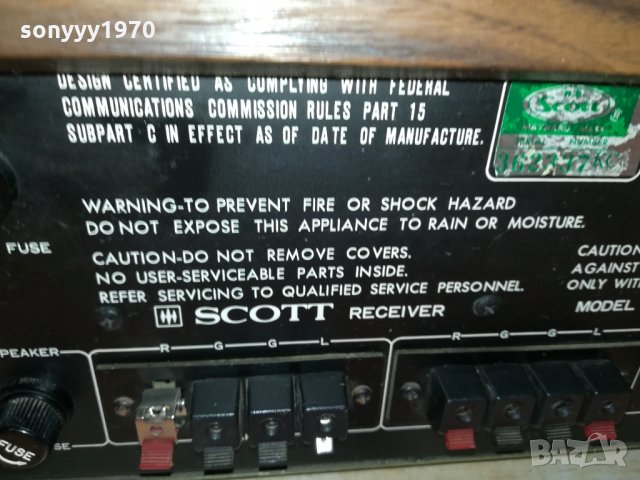 sonyyy1970
DESIGN CERTIFIED AS COMPLYING WITH FEDERAL
COMMUNICATIONS COMMISSION RULES PART 15
SUBPART C IN EFFECT AS OF DATE OF MANUFACTURE.
Scott
NUMBER
362337KC
WARNING-TO PREVENT FIRE OR SHOCK HAZARD
DO NOT EXPOSE THIS APPLIANCE TO RAIN OR MOISTURE.
FUSE
CAUTION-DO NOT REMOVE COVERS.
NO USER-SERVICEABLE PARTS INSIDE.
REFER SERVICING TO QUALIFIED SERVICE PERSONNEL.
CAUTION
AGAINST
ONLY WITH
SCOTT RECEIVER
MODEL
SPEAKER
R G G L
R G G L
FUSE
BAZAR